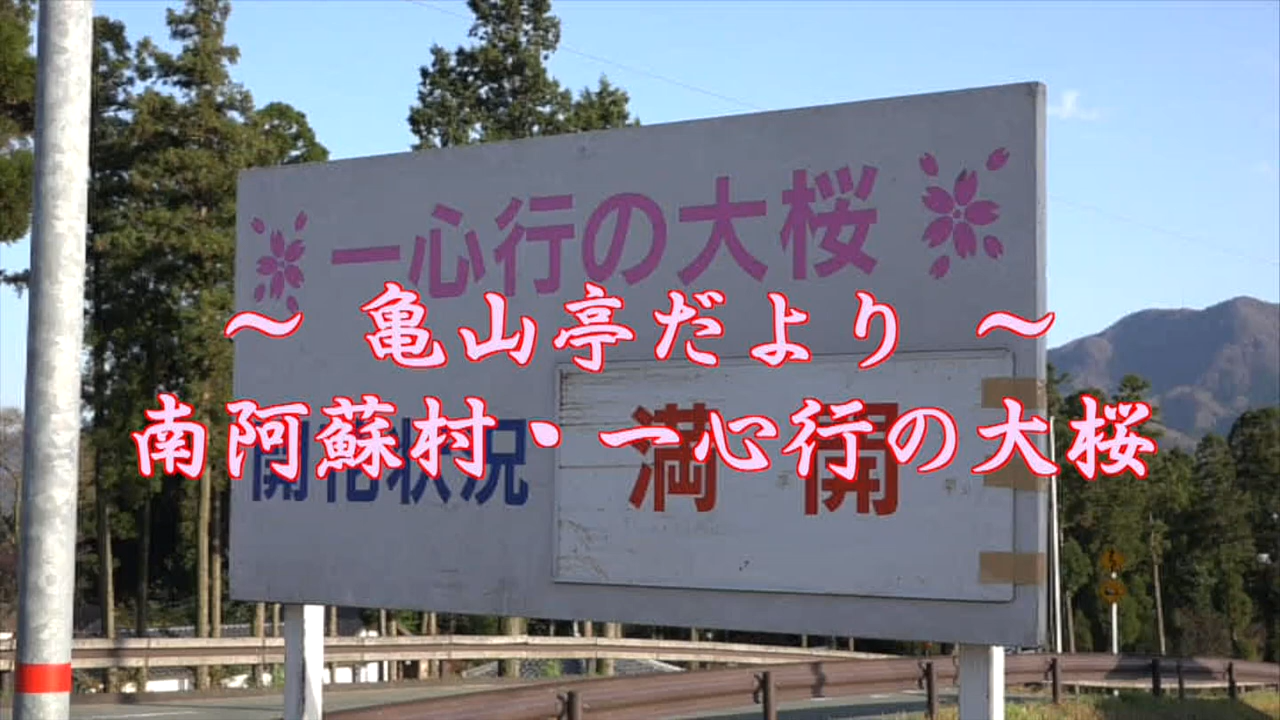 一心行の大桜
～ 亀山亭だより ～
南阿蘇村・一心行の大桜
開花状況
満開